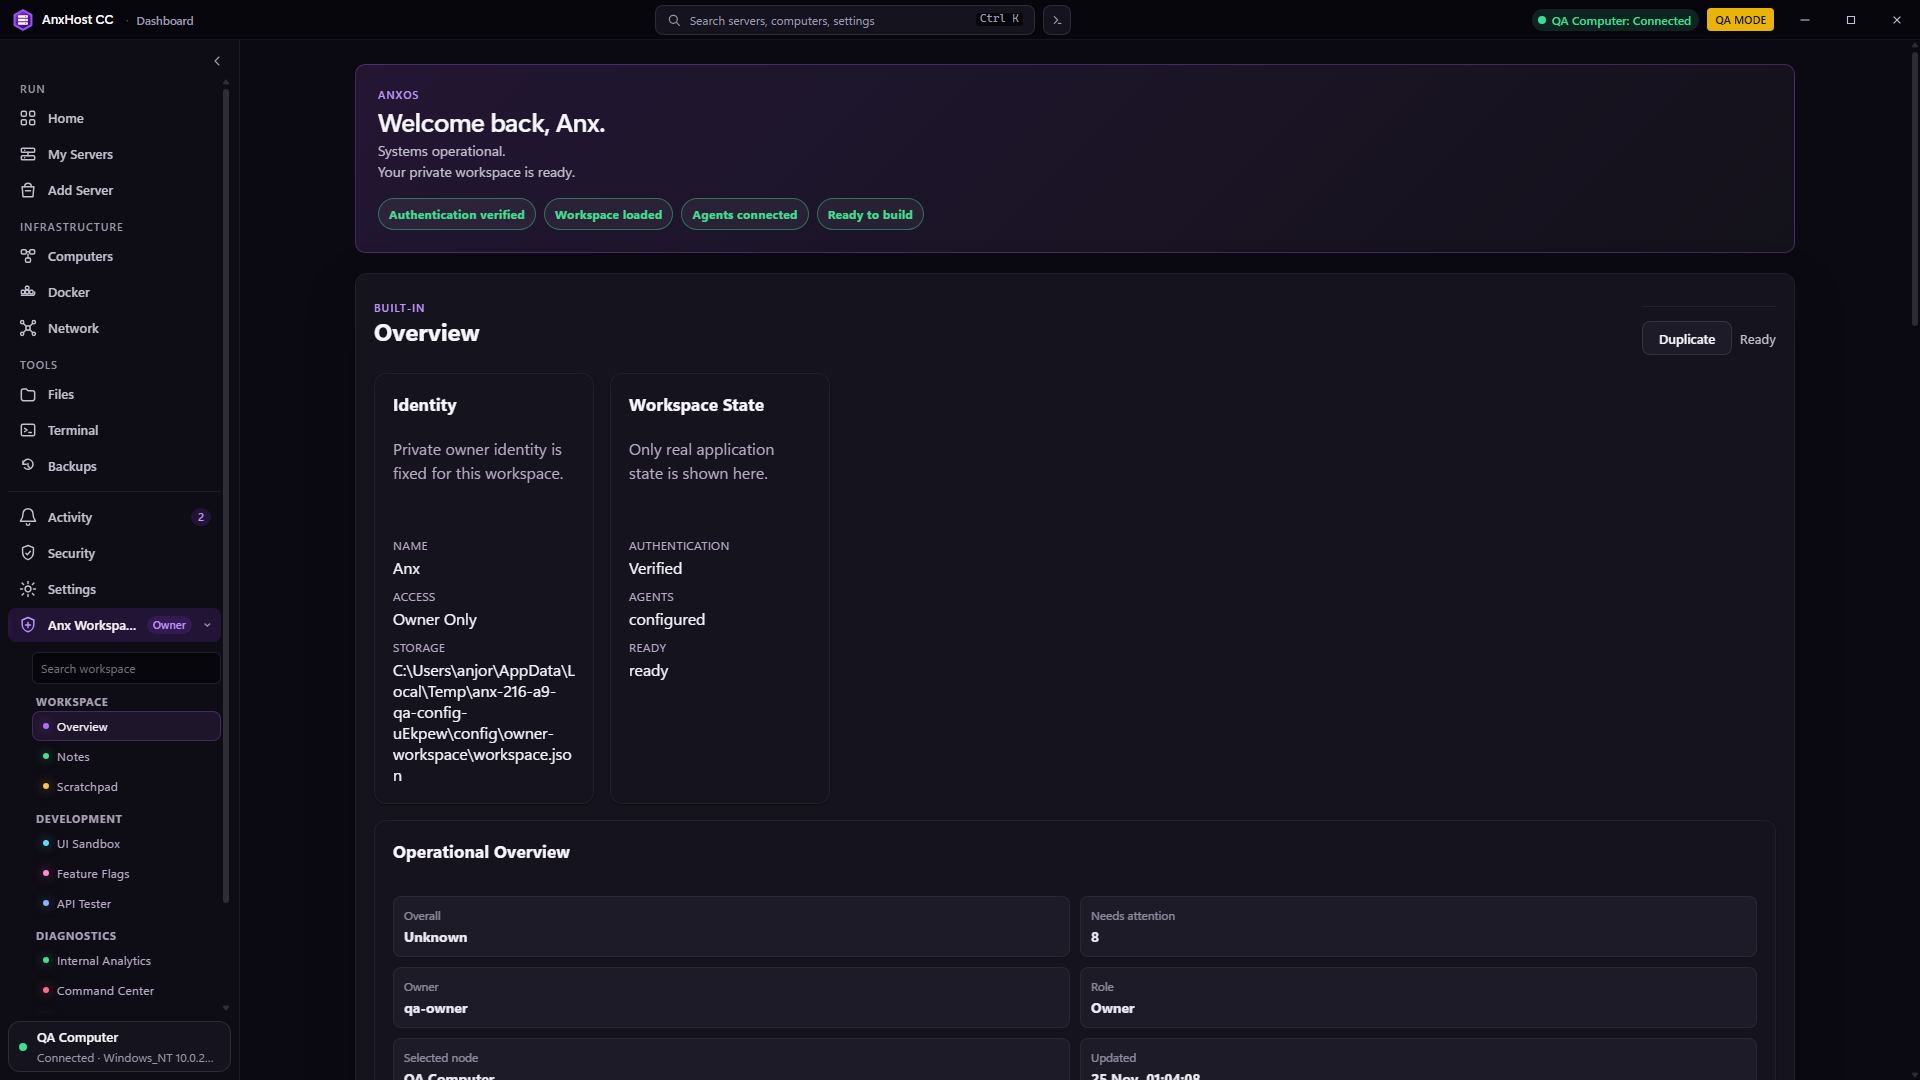 AnxHost CC · Dashboard
Search servers, computers, settings Ctrl K
QA Computer: Connected
QA MODE
RUN
Home
My Servers
Add Server
INFRASTRUCTURE
Computers
Docker
Network
TOOLS
Files
Terminal
Backups
Activity 2
Security
Settings
Anx Workspa... Owner
Search workspace
WORKSPACE
Overview
Notes
Scratchpad
DEVELOPMENT
UI Sandbox
Feature Flags
API Tester
DIAGNOSTICS
Internal Analytics
Command Center
QA Computer
Connected · Windows_NT 10.0.2...
ANXOS
Welcome back, Anx.
Systems operational.
Your private workspace is ready.
Authentication verified
Workspace loaded
Agents connected
Ready to build
BUILT-IN
Overview
Duplicate
Ready
Identity
Private owner identity is
fixed for this workspace.
NAME
Anx
ACCESS
Owner Only
STORAGE
C:\Users\anjor\AppData\L
ocal\Temp\anx-216-a9-
qa-config-
uEkpew\config\owner-
workspace\workspace.jso
n
Workspace State
Only real application
state is shown here.
AUTHENTICATION
Verified
AGENTS
configured
READY
ready
Operational Overview
Overall
Unknown
Needs attention
8
Owner
qa-owner
Role
Owner
Selected node
QA Computer
Updated
25 Nov, 01:04:08